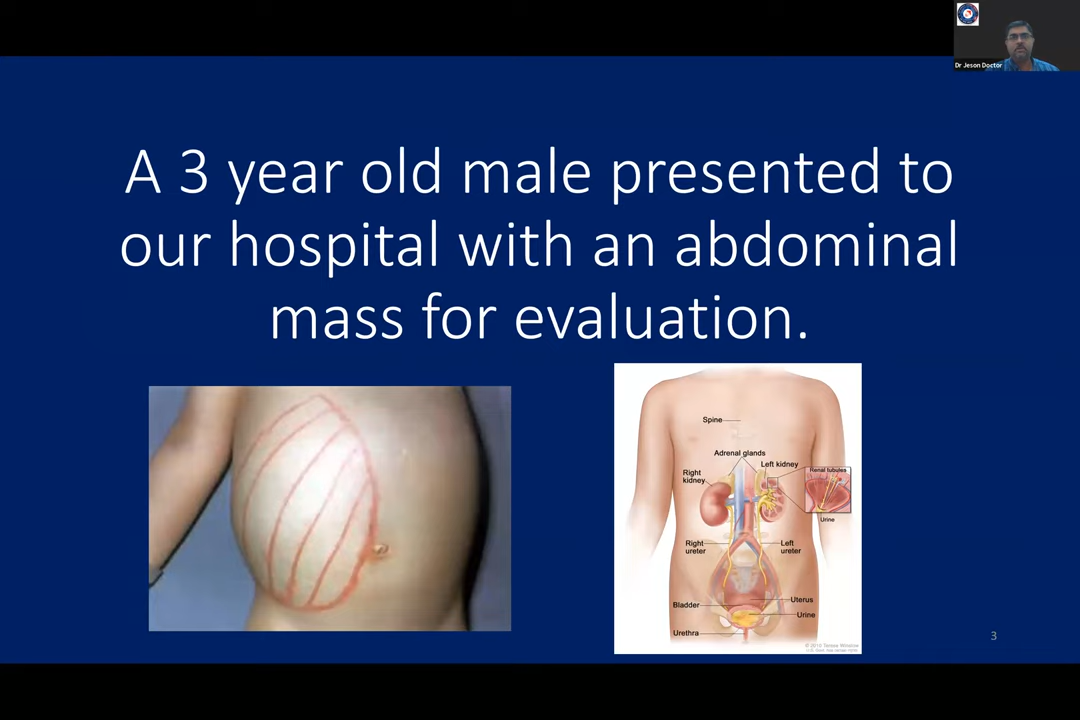 Dr Jeson Doctor
A 3 year old male presented to
our hospital with an abdominal
mass for evaluation.
Spine
Adrenal glands
Left kidney
Right
kidney
Renal tubules
Urine
Right
ureter
Left
ureter
Uterus
Bladder
Urine
Urethra
3